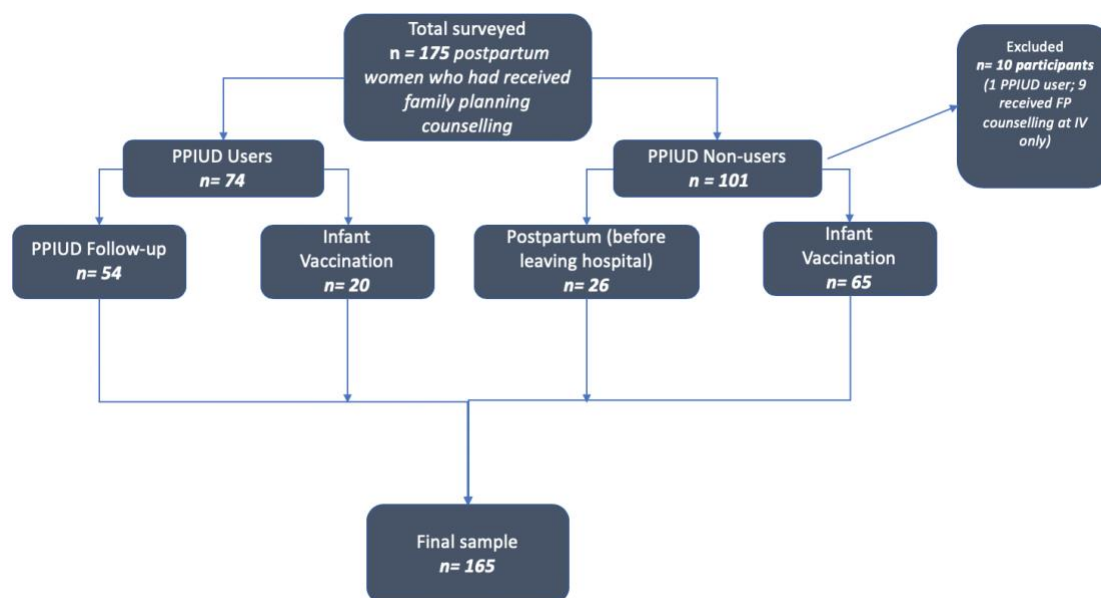 Total surveyed
n = 175 postpartum
women who had received
family planning
counselling
Excluded
n= 10 participants
(1 PPIUD user; 9
received FP
counselling at IV
only)
PPIUD Users
n= 74
PPIUD Non-users
n = 101
PPIUD Follow-up
n= 54
Infant
Vaccination
n= 20
Postpartum (before
leaving hospital)
n= 26
Infant
Vaccination
n= 65
Final sample
n= 165